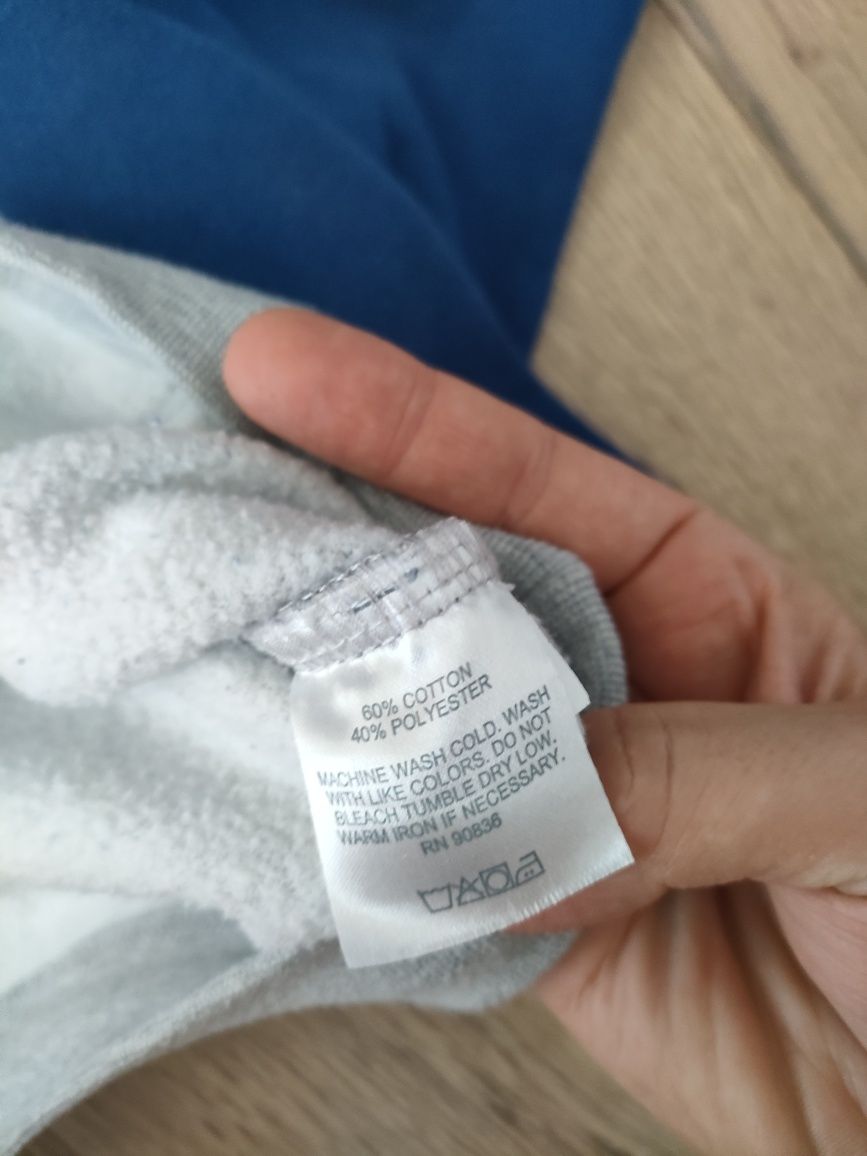 60% COTTON
40% POLYESTER
MACHINE WASH COLD. WASH
WITH LIKE COLORS. DO NOT
BLEACH TUMBLE DRY LOW.
WARM IRON IF NECESSARY.
RN 90836